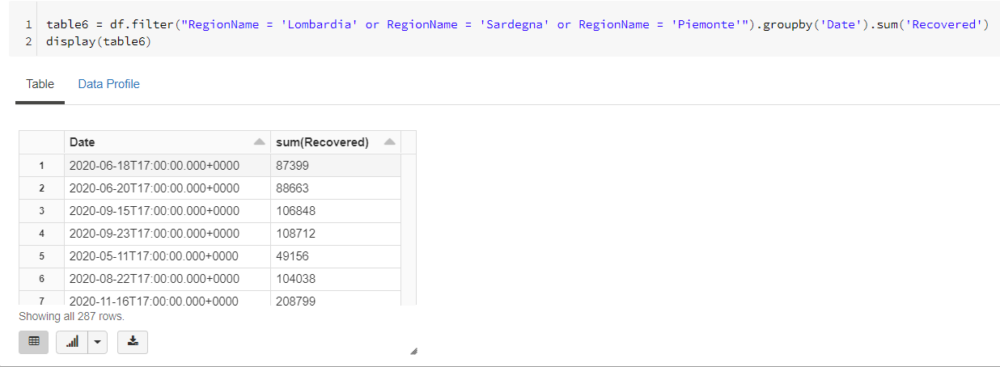 1 table6 = df.filter("RegionName = 'Lombardia' or RegionName = 'Sardegna' or RegionName = 'Piemonte'").groupby('Date').sum('Recovered')
2 display(table6)
Table Data Profile
Date sum(Recovered)
1 2020-06-18T17:00:00.000+0000 87399
2 2020-06-20T17:00:00.000+0000 88663
3 2020-09-15T17:00:00.000+0000 106848
4 2020-09-23T17:00:00.000+0000 108712
5 2020-05-11T17:00:00.000+0000 49156
6 2020-08-22T17:00:00.000+0000 104038
7 2020-11-16T17:00:00.000+0000 208799
Showing all 287 rows.